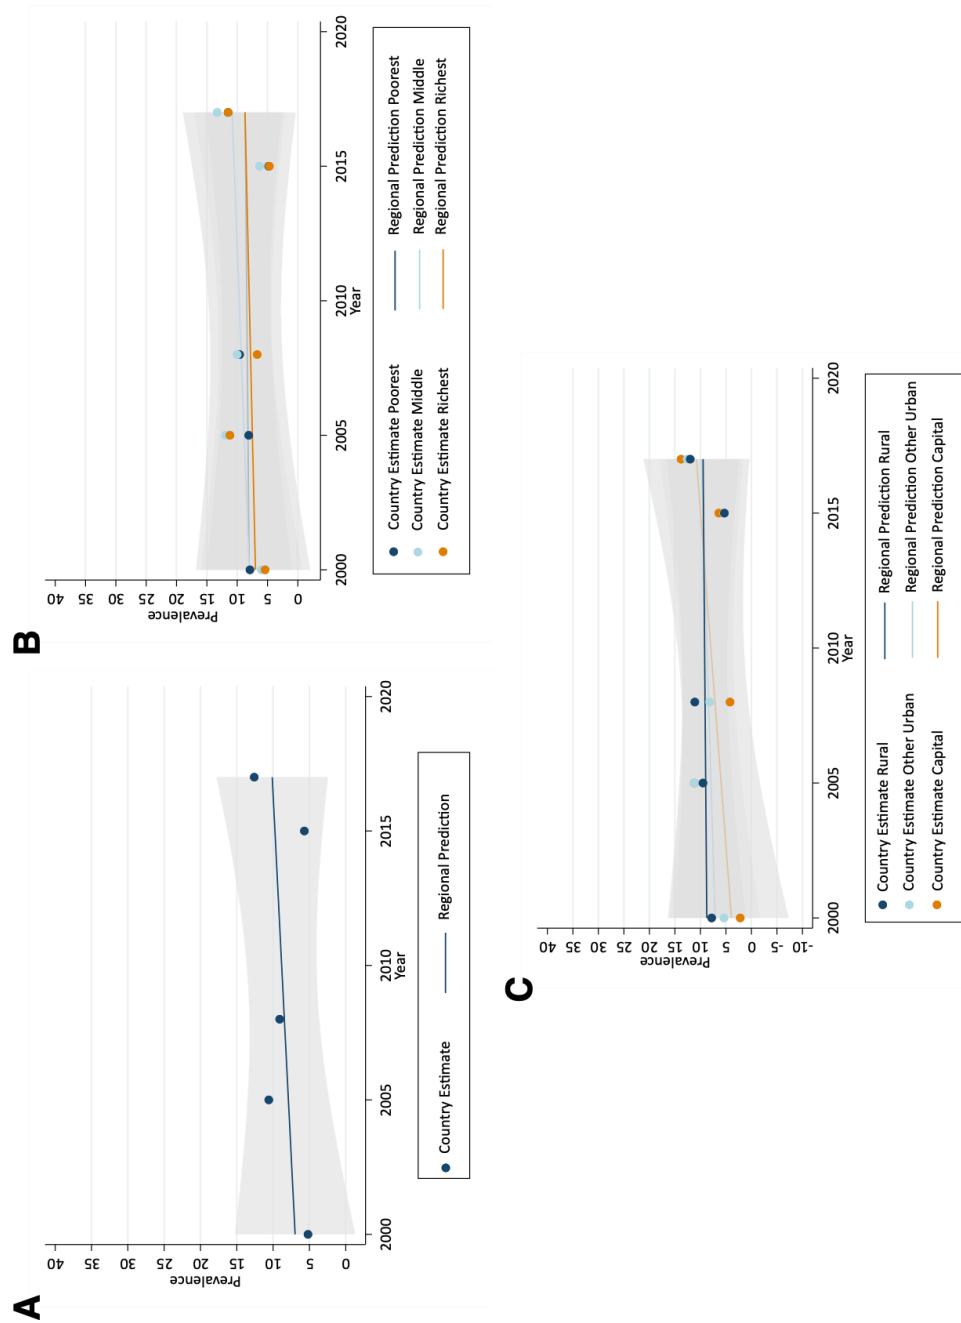 A
40
35
30
25
20
15
10
5
0
Prevalence
2000
2005
2010
2015
2020
Year
Country Estimate
Regional Prediction
B
40
35
30
25
20
15
10
5
0
Prevalence
2000
2005
2010
2015
2020
Year
Country Estimate Poorest
Regional Prediction Poorest
Country Estimate Middle
Regional Prediction Middle
Country Estimate Richest
Regional Prediction Richest
C
40
35
30
25
20
15
10
5
0
-5
-10
Prevalence
2000
2005
2010
2015
2020
Year
Country Estimate Rural
Regional Prediction Rural
Country Estimate Other Urban
Regional Prediction Other Urban
Country Estimate Capital
Regional Prediction Capital